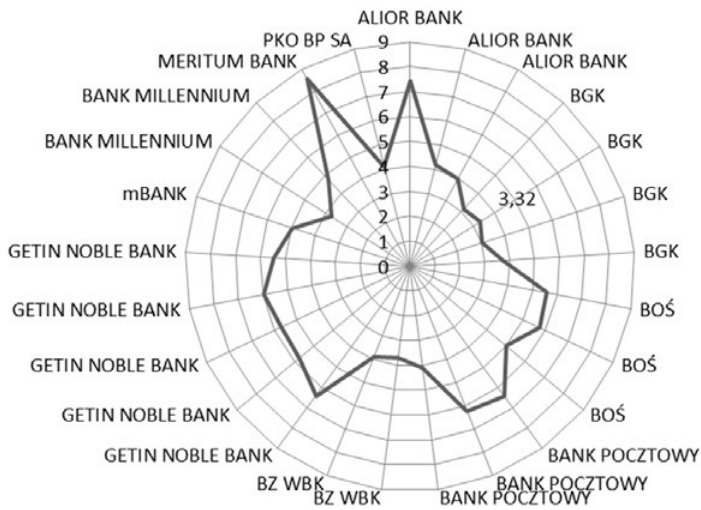 ALIOR BANK
ALIOR BANK
ALIOR BANK
BGK
BGK
BGK
BGK
BOŚ
BOŚ
BOŚ
BANK POCZTOWY
BANK POCZTOWY
BANK POCZTOWY
BZ WBK
BZ WBK
GETIN NOBLE BANK
GETIN NOBLE BANK
GETIN NOBLE BANK
GETIN NOBLE BANK
GETIN NOBLE BANK
mBANK
BANK MILLENNIUM
BANK MILLENNIUM
MERITUM BANK
PKO BP SA
9
8
7
6
5
4
3
2
1
0
3,32